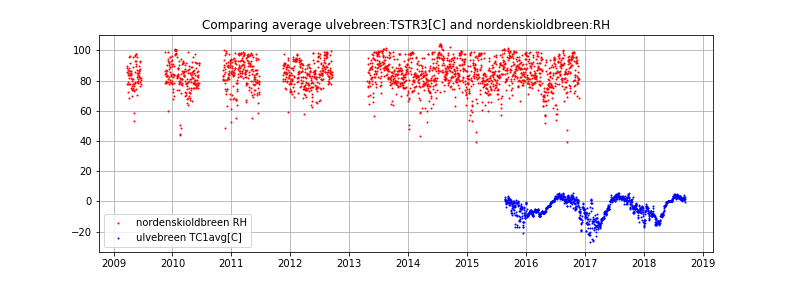 Comparing average ulvebreen:TSTR3[C] and nordenskioldbreen:RH
100
80
60
40
20
0
−20
nordenskioldbreen RH
ulvebreen TC1avg[C]
2009 2010 2011 2012 2013 2014 2015 2016 2017 2018 2019